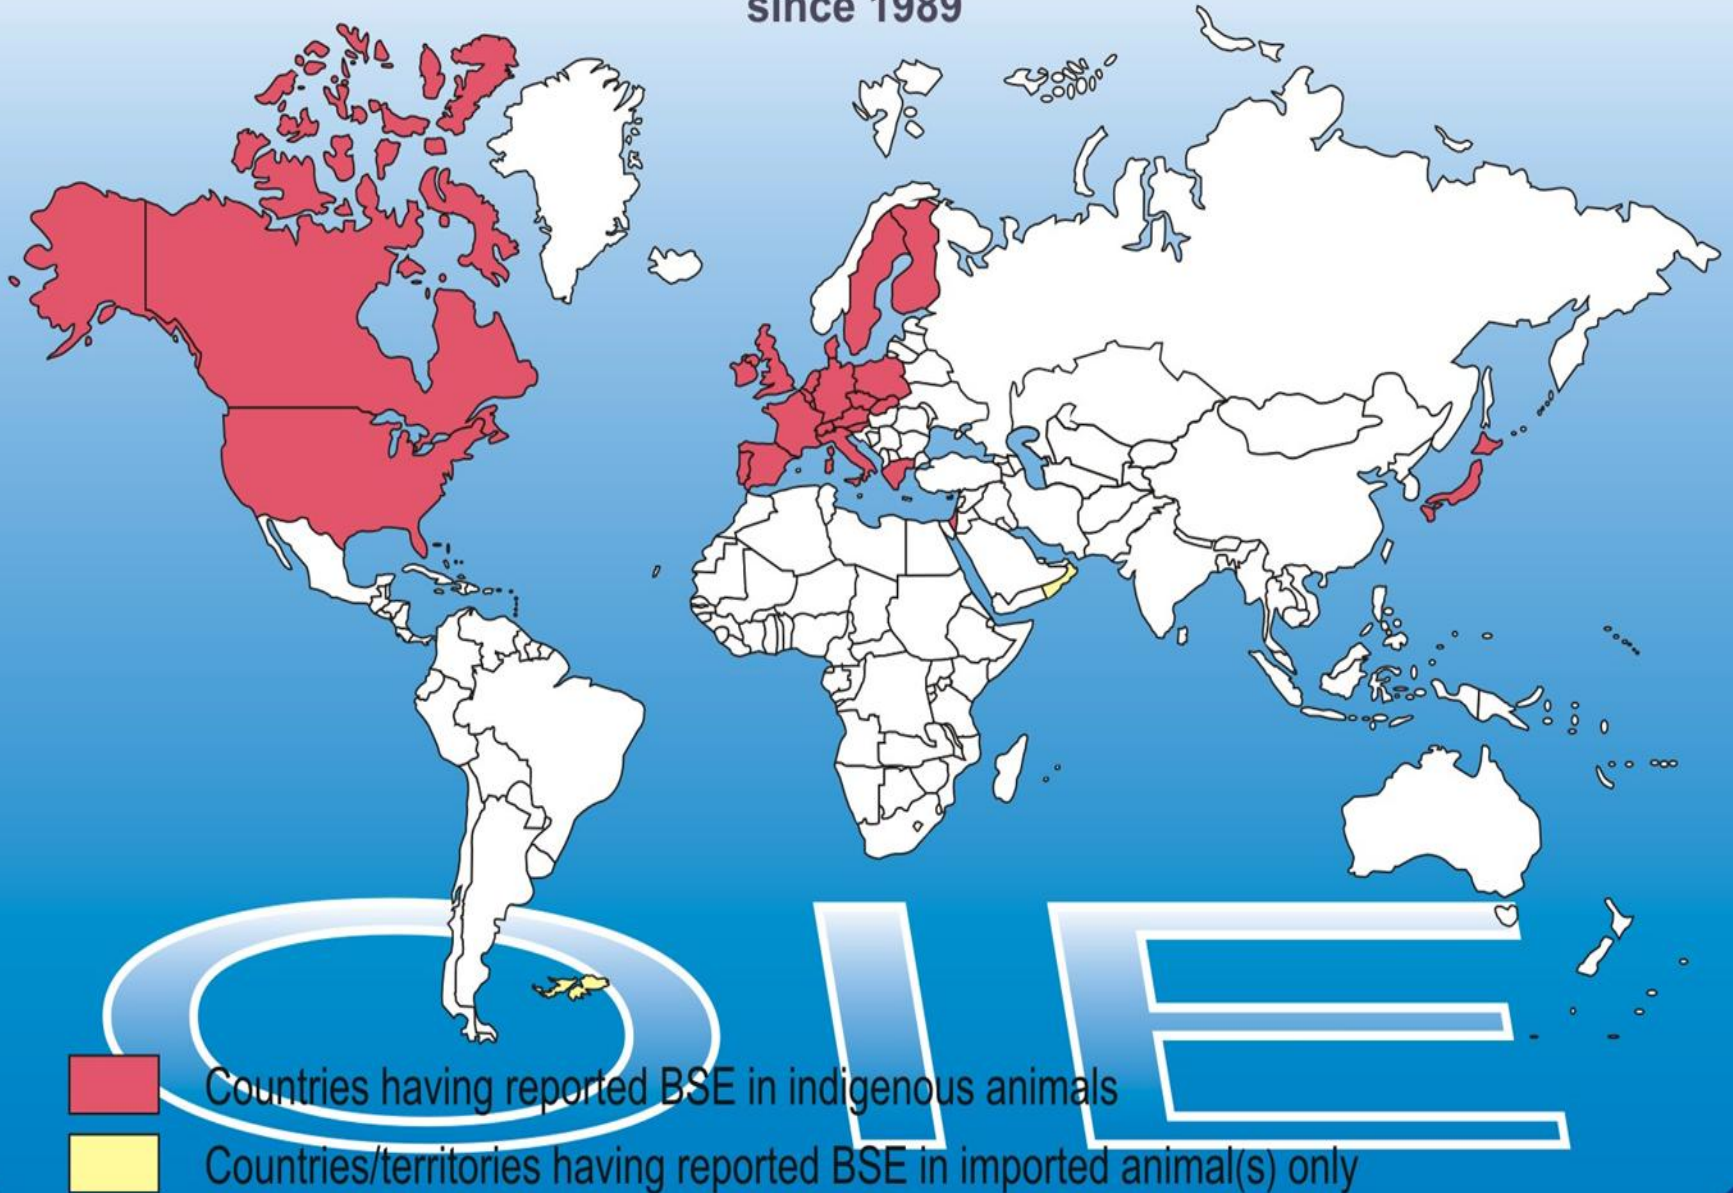 since 1989
OIE
Countries having reported BSE in indigenous animals
Countries/territories having reported BSE in imported animal(s) only